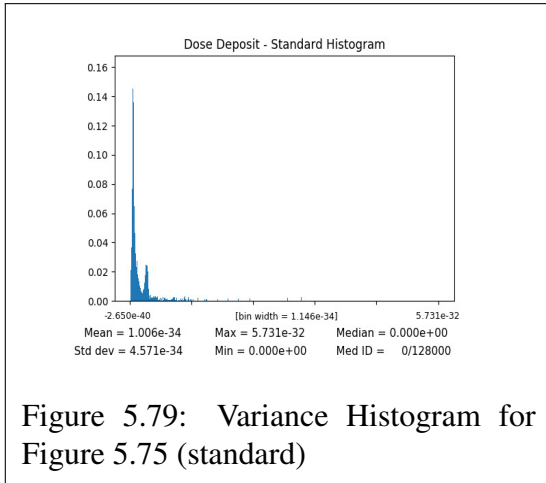 Dose Deposit - Standard Histogram
0.16
0.14
0.12
0.10
0.08
0.06
0.04
0.02
0.00
-2.650e-40 [bin width = 1.146e-34] 5.731e-32
Mean = 1.006e-34 Max = 5.731e-32 Median = 0.000e+00
Std dev = 4.571e-34 Min = 0.000e+00 Med ID = 0/128000
Figure 5.79: Variance Histogram for
Figure 5.75 (standard)